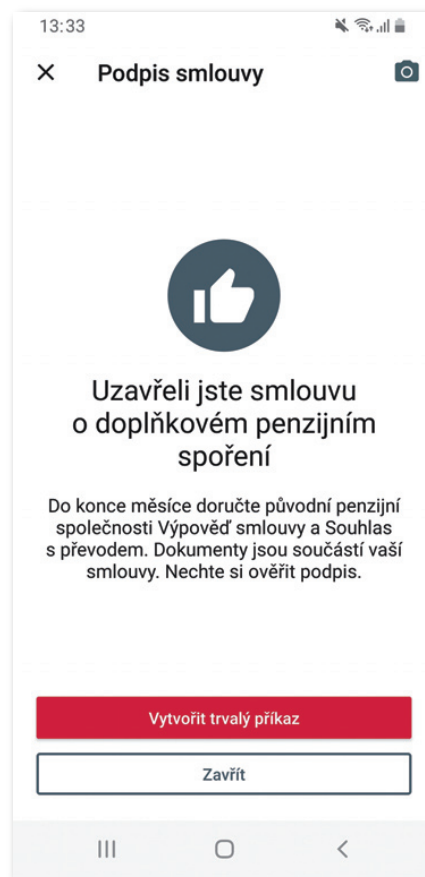 13:33
Podpis smlouvy
Uzavřeli jste smlouvu
o doplňkovém penzijním
spoření
Do konce měsíce doručte původní penzijní
společnosti Výpověď smlouvy a Souhlas
s převodem. Dokumenty jsou součástí vaší
smlouvy. Nechte si ověřit podpis.
Vytvořit trvalý příkaz
Zavřít